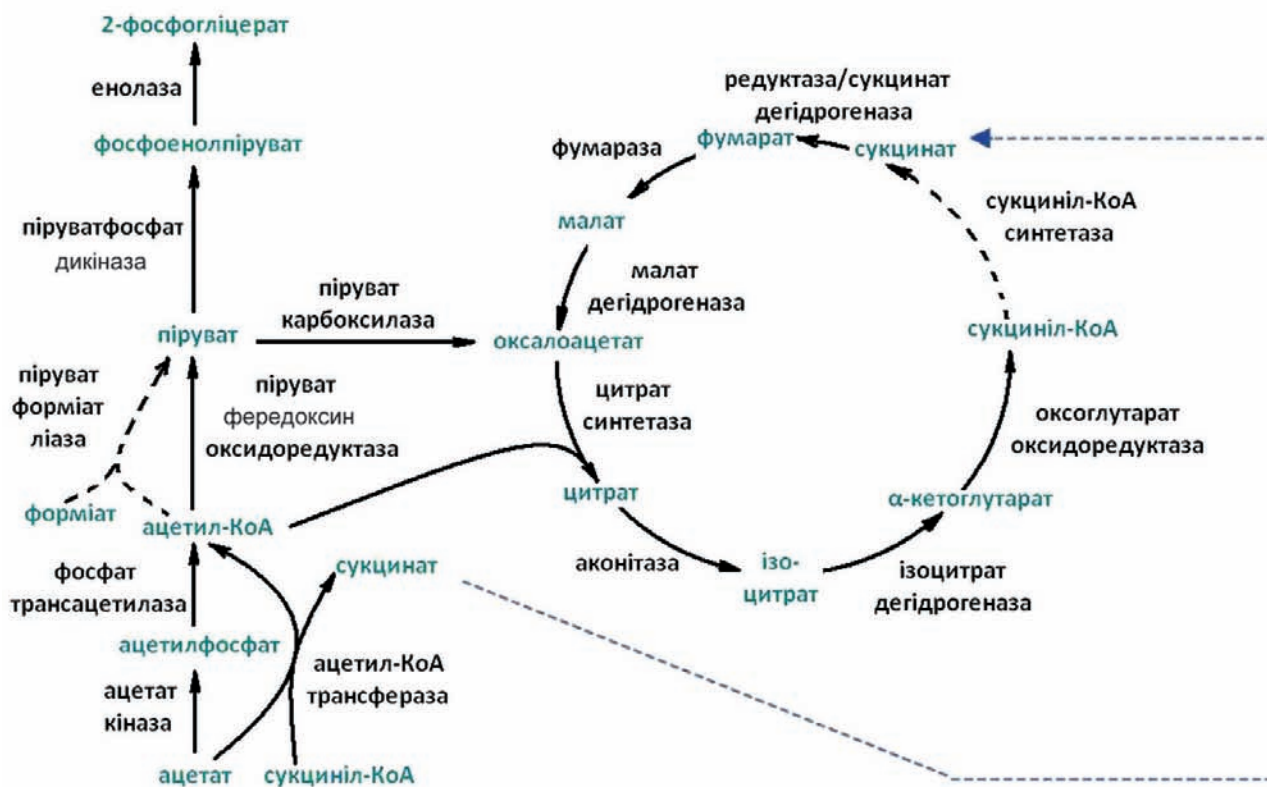 2-фосфогліцерат
енолаза
фосфоенолпіруват
піруватфосфат
дикіназа
піруват
піруват
карбоксилаза
піруват
форміат
ліаза
піруват
фередоксин
оксидоредуктаза
форміат
ацетил-КоА
фосфат
трансацетилаза
ацетилфосфат
ацетат
кіназа
ацетат
сукциніл-КоА
ацетил-КоА
трансфераза
сукцинат
редуктаза/сукцинат
дегідрогеназа
фумарат
сукцинат
фумараза
малат
малат
дегідрогеназа
оксалоацетат
цитрат
синтетаза
цитрат
аконітаза
ізо-
цитрат
ізоцитрат
дегідрогеназа
α-кетоглутарат
оксоглутарат
оксидоредуктаза
сукциніл-КоА
сукциніл-КоА
синтетаза